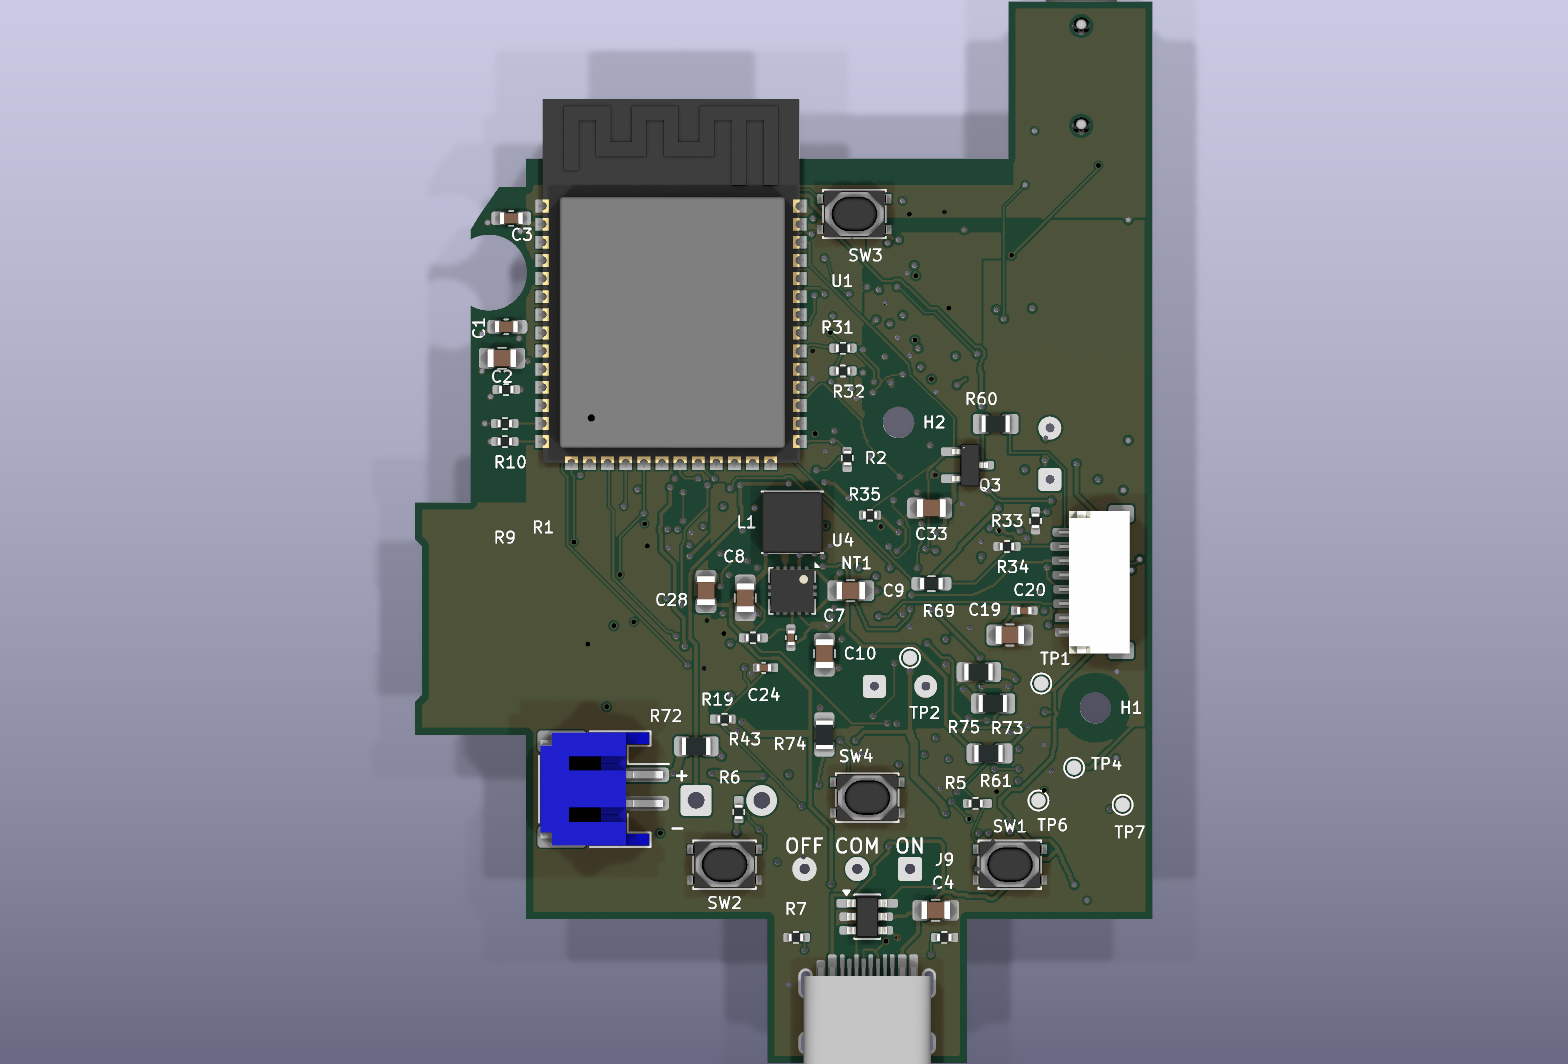 C3
SW3
U1
C1
R31
C2
R32
R60
H2
R10
R2
Q3
R35
L1
R33
R1
C33
R9
U4
C8
NT1
R34
C28
C9
C20
R69
C19
C7
C10
TP1
C24
R19
TP2
H1
R72
R75
R73
R43
R74
SW4
TP4
+
R6
R61
R5
−
SW1
TP6
TP7
OFF
COM
ON
J9
C4
SW2
R7